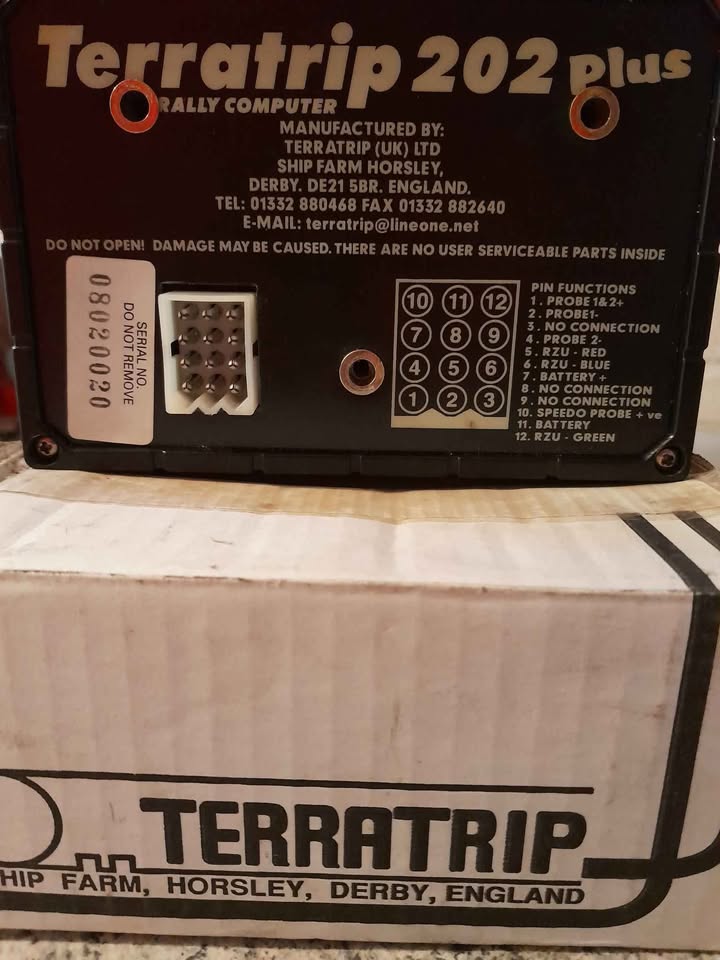 Terratrip 202 plus
RALLY COMPUTER
MANUFACTURED BY:
TERRATRIP (UK) LTD
SHIP FARM HORSLEY,
DERBY. DE21 5BR. ENGLAND.
TEL: 01332 880468 FAX 01332 882640
E-MAIL: terratrip@lineone.net
DO NOT OPEN! DAMAGE MAY BE CAUSED. THERE ARE NO USER SERVICEABLE PARTS INSIDE
SERIAL NO.
DO NOT REMOVE
08020020
10 11 12
7 8 9
4 5 6
1 2 3
PIN FUNCTIONS
1. PROBE 1&2+
2. PROBE1-
3. NO CONNECTION
4. PROBE 2-
5. RZU - RED
6. RZU - BLUE
7. BATTERY +
8. NO CONNECTION
9. NO CONNECTION
10. SPEEDO PROBE + ve
11. BATTERY
12. RZU - GREEN
TERRATRIP
HIP FARM, HORSLEY, DERBY, ENGLAND